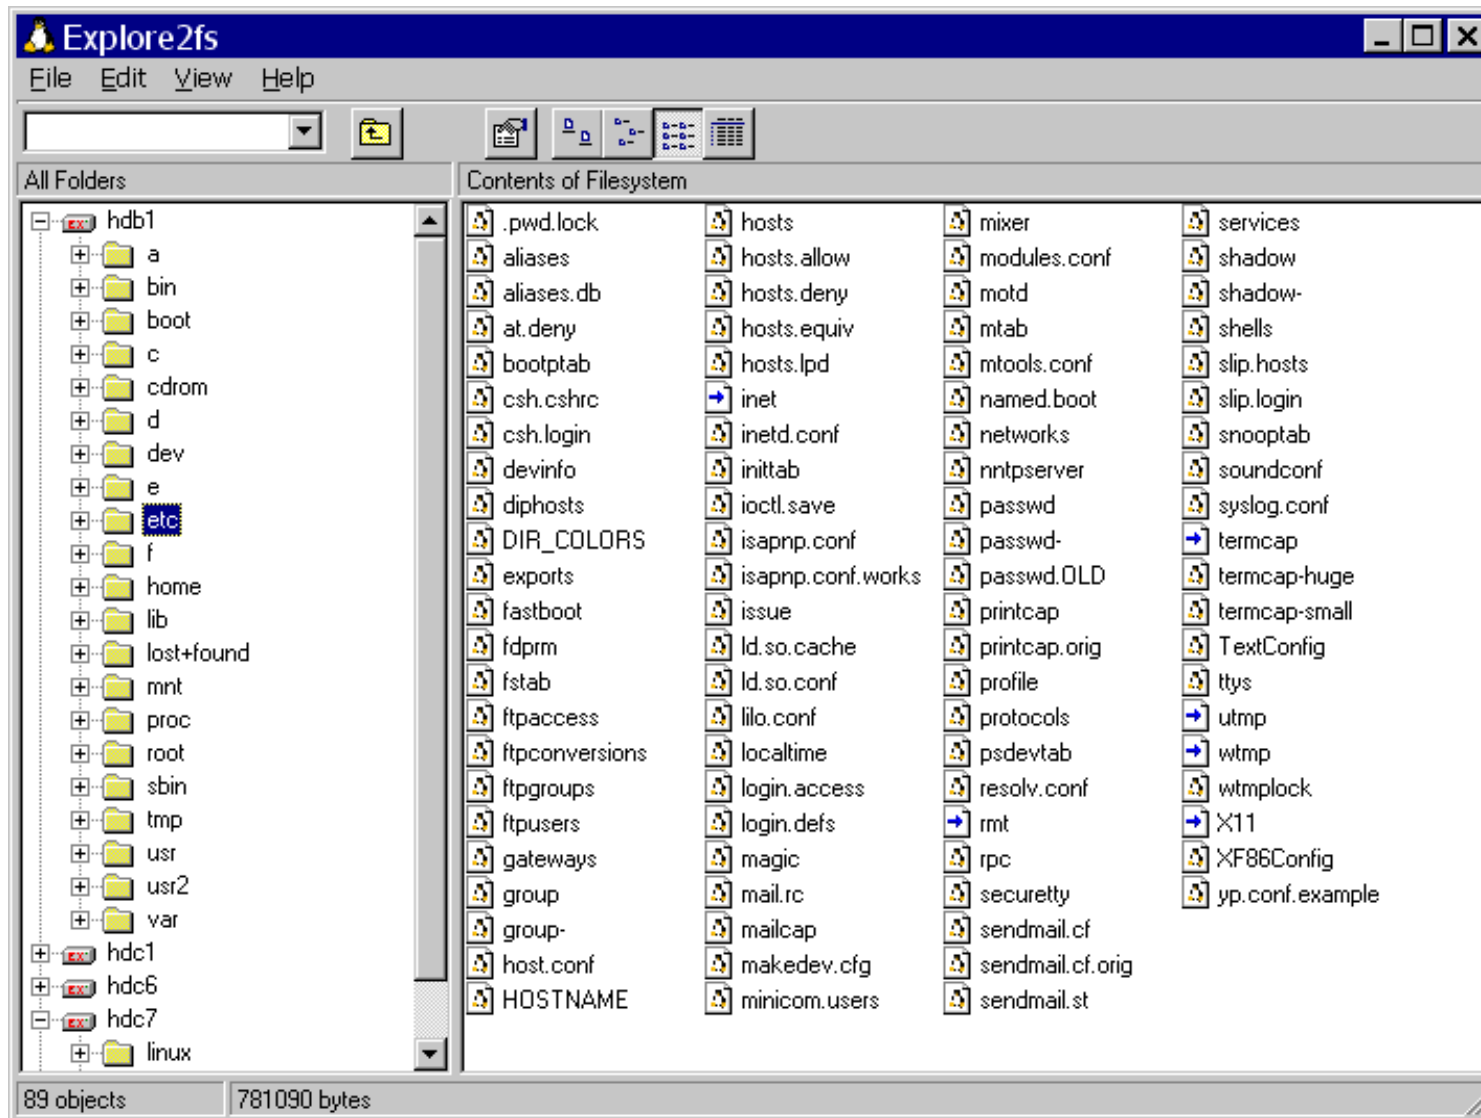 Explore2fs
File Edit View Help
All Folders
Contents of Filesystem
hdb1
a
bin
boot
c
cdrom
d
dev
e
etc
f
home
lib
lost+found
mnt
proc
root
sbin
tmp
usr
usr2
var
hdc1
hdc6
hdc7
linux
.pwd.lock
aliases
aliases.db
at.deny
bootptab
csh.cshrc
csh.login
devinfo
diphosts
DIR_COLORS
exports
fastboot
fdprm
fstab
ftpaccess
ftpconversions
ftpgroups
ftpusers
gateways
group
group-
host.conf
HOSTNAME
hosts
hosts.allow
hosts.deny
hosts.equiv
hosts.lpd
inet
inetd.conf
inittab
ioctl.save
isapnp.conf
isapnp.conf.works
issue
ld.so.cache
ld.so.conf
lilo.conf
localtime
login.access
login.defs
magic
mail.rc
mailcap
makedev.cfg
minicom.users
mixer
modules.conf
motd
mtab
mtools.conf
named.boot
networks
nntpserver
passwd
passwd-
passwd.OLD
printcap
printcap.orig
profile
protocols
psdevtab
resolv.conf
rmt
rpc
securetty
sendmail.cf
sendmail.cf.orig
sendmail.st
services
shadow
shadow-
shells
slip.hosts
slip.login
snooptab
soundconf
syslog.conf
termcap
termcap-huge
termcap-small
TextConfig
ttys
utmp
wtmp
wtmplock
X11
XF86Config
yp.conf.example
89 objects
781090 bytes